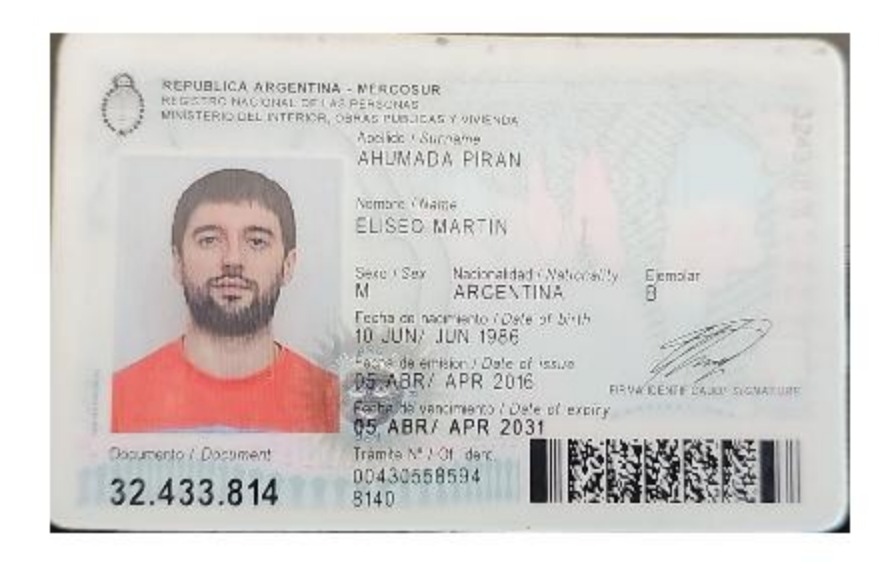 REPUBLICA ARGENTINA - MERCOSUR
REGISTRO NACIONAL DE LAS PERSONAS
MINISTERIO DEL INTERIOR, OBRAS PUBLICAS Y VIVIENDA
Apellido / Surname
AHUMADA PIRAN
Nombre / Name
ELISEO MARTIN
Sexo / Sex Nacionalidad / Nationality Ejemplar
M ARGENTINA B
Fecha de nacimiento / Date of birth
10 JUN/ JUN 1986
Fecha de emisión / Date of issue
05 ABR/ APR 2016
FIRMA IDENTIFICADO / SIGNATURE
Fecha de vencimiento / Date of expiry
05 ABR/ APR 2031
Documento / Document
32.433.814
Trámite N° / Of. ident.
00430558594
8140